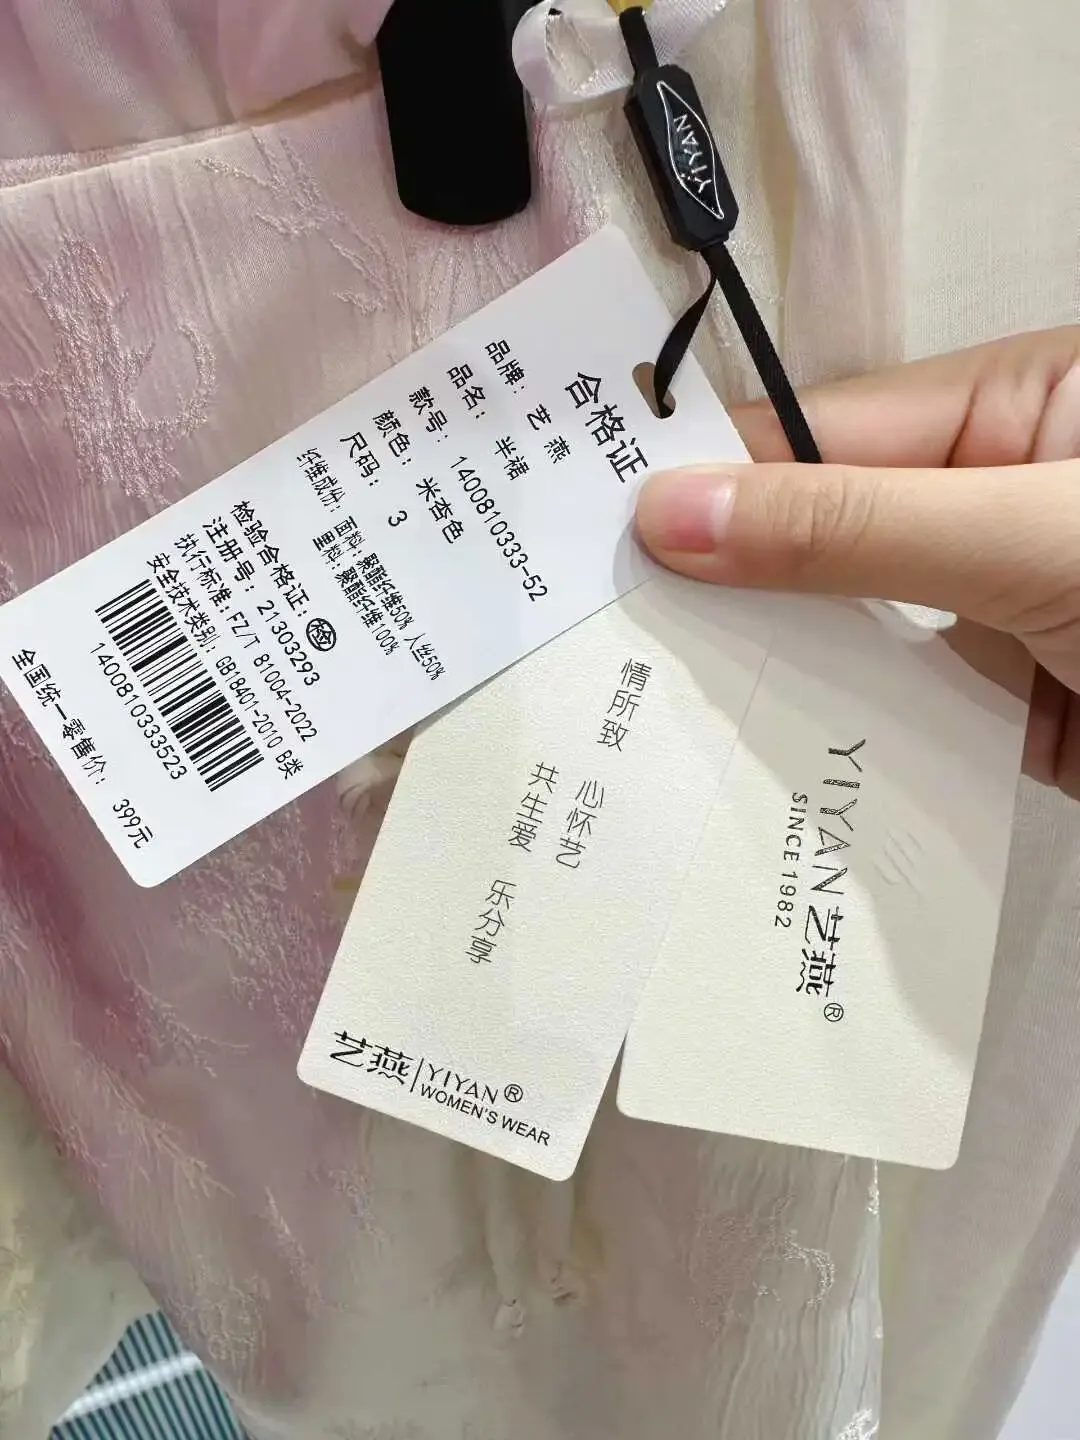 YIYAN
合格证
品牌: 艺燕
品名: 半裙
款号: 140081033​3-52
颜色: 米杏色
尺码: 3
纤维成份: 面料: 聚酯纤维50% 人丝50%
里料: 聚酯纤维100%
检验合格证: 检
注册号: 21303293
执行标准: FZ/T 81004-2022
安全技术类别: GB18401-2010 B类
1400810333523
全国统一零售价: 399元
情所致 心怀艺
共生爱 乐分享
艺燕 YIYAN®
WOMEN'S WEAR
YIYAN艺燕®
SINCE 1982